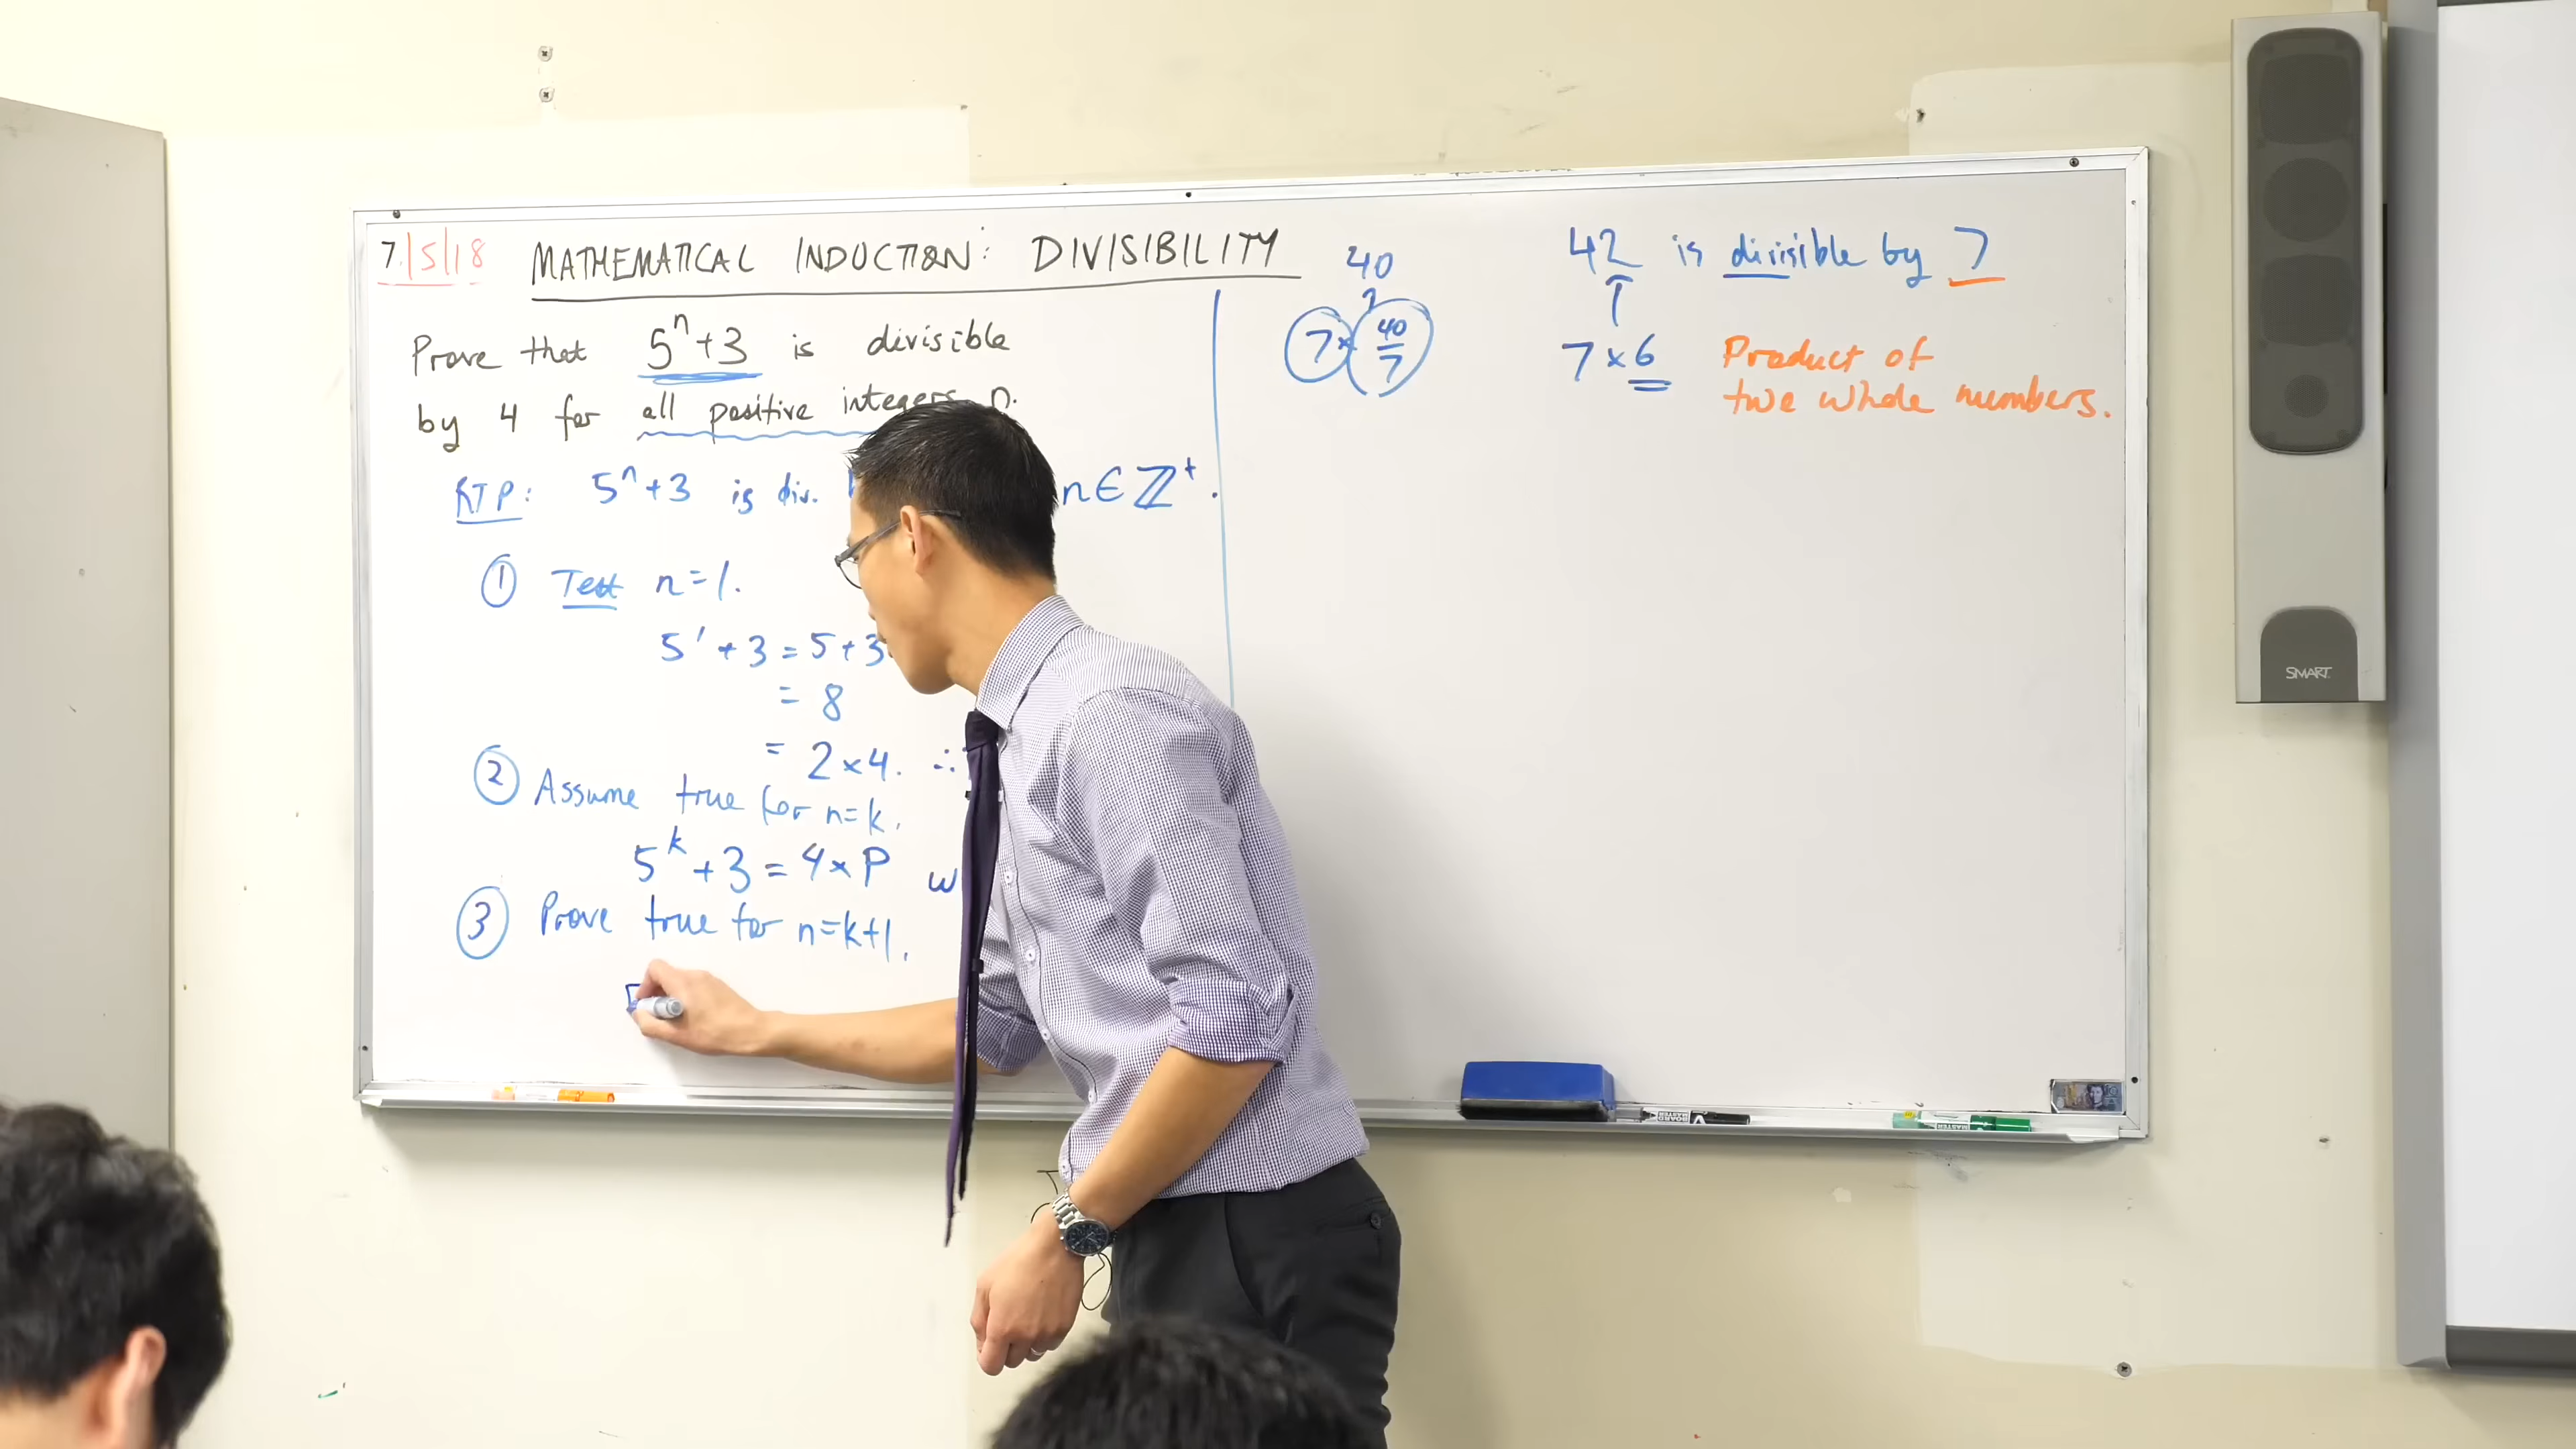 7/5/18 MATHEMATICAL INDUCTION: DIVISIBILITY
Prove that 5ⁿ+3 is divisible
by 4 for all positive integers n.
RTP: 5ⁿ+3 is div. n∈ℤ⁺.
① Test n=1.
5¹+3=5+3
= 8
= 2×4. ∴
② Assume true for n=k.
5ᵏ+3=4×P w
③ Prove true for n=k+1.
40
7× 40/7
42 is divisible by 7
↑
7×6 Product of
two whole numbers.
SMART